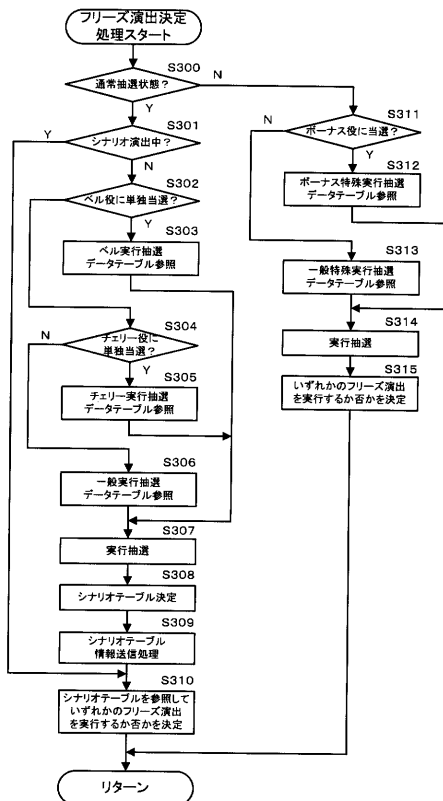 フリーズ演出決定
処理スタート
S300
通常抽選状態？
N
Y
S301
Y
シナリオ演出中？
N
S302
ベル役に単独当選？
Y
S303
ベル実行抽選
データテーブル参照
S304
N
チェリー役に
単独当選？
Y
S305
チェリー実行抽選
データテーブル参照
S306
一般実行抽選
データテーブル参照
S307
実行抽選
S308
シナリオテーブル決定
S309
シナリオテーブル
情報送信処理
S310
シナリオテーブルを参照して
いずれかのフリーズ演出
を実行するか否かを決定
リターン
S311
N
ボーナス役に当選？
Y
S312
ボーナス特殊実行抽選
データテーブル参照
S313
一般特殊実行抽選
データテーブル参照
S314
実行抽選
S315
いずれかのフリーズ演出
を実行するか否かを決定